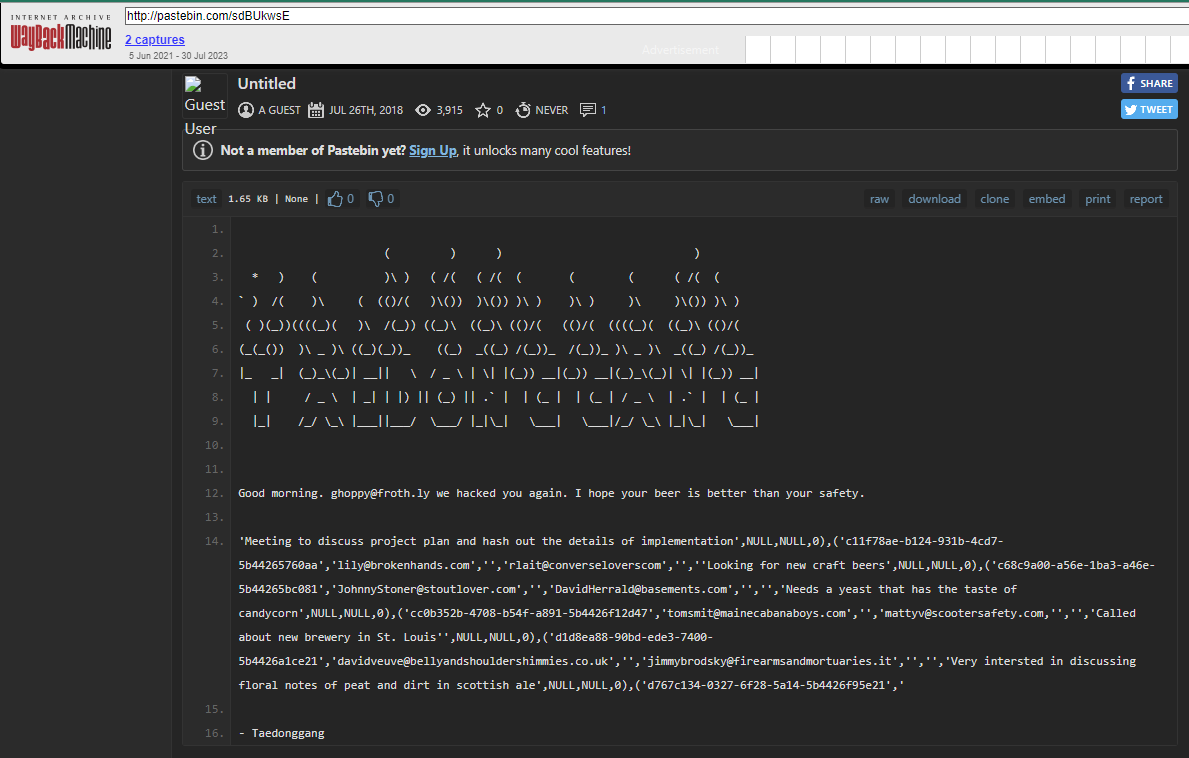 INTERNET ARCHIVE
WayBackMachine
http://pastebin.com/sdBUkwsE
2 captures
5 Jun 2021 - 30 Jul 2023
Advertisement
Guest User
Untitled
A GUEST JUL 26TH, 2018 3,915 0 NEVER 1
SHARE
TWEET
Not a member of Pastebin yet? Sign Up, it unlocks many cool features!
text 1.65 KB | None | 0 0 raw download clone embed print report
1.
2.                       (         )      )                             )
3.   *   )    (          )\ )   ( /(   ( /(  (       (        (      ( /(  (
4. ` )  /(    )\     (  (()/(   )\())  )\()) )\ )    )\ )     )\     )\()) )\ )
5.  ( )(_))((((_)(   )\  /(_)) ((_)\  ((_)\ (()/(   (()/(  ((((_)(  ((_)\ (()/(
6. (_(_())  )\ _ )\ ((_)(_))_    ((_)  _((_) /(_))_  /(_))_ )\ _ )\  _((_) /(_))_
7. |_   _|  (_)_\(_)| __||   \  / _ \ | \| |(_)) __|(_)) __|(_)_\(_)| \| |(_)) __|
8.   | |     / _ \  | _| | |) || (_) || .` |  | (_ |  | (_ | / _ \  | .` |  | (_ |
9.   |_|    /_/ \_\ |___||___/  \___/ |_|\_|   \___|   \___|/_/ \_\ |_|\_|   \___|
10.
11.
12. Good morning. ghoppy@froth.ly we hacked you again. I hope your beer is better than your safety.
13.
14. 'Meeting to discuss project plan and hash out the details of implementation',NULL,NULL,0),('c11f78ae-b124-931b-4cd7-
5b44265760aa','lily@brokenhands.com','','rlait@converseloverscom','',''Looking for new craft beers',NULL,NULL,0),('c68c9a00-a56e-1ba3-a46e-
5b44265bc081','JohnnyStoner@stoutlover.com','','DavidHerrald@basements.com','','','Needs a yeast that has the taste of
candycorn',NULL,NULL,0),('cc0b352b-4708-b54f-a891-5b4426f12d47','tomsmit@mainecabanaboys.com','','mattyv@scootersafety.com,'','','Called
about new brewery in St. Louis'',NULL,NULL,0),('d1d8ea88-90bd-ede3-7400-
5b4426a1ce21','davidveuve@bellyandshouldershimmies.co.uk','','jimmybrodsky@firearmsandmortuaries.it','','','Very intersted in discussing
floral notes of peat and dirt in scottish ale',NULL,NULL,0),('d767c134-0327-6f28-5a14-5b4426f95e21','
15.
16. - Taedonggang